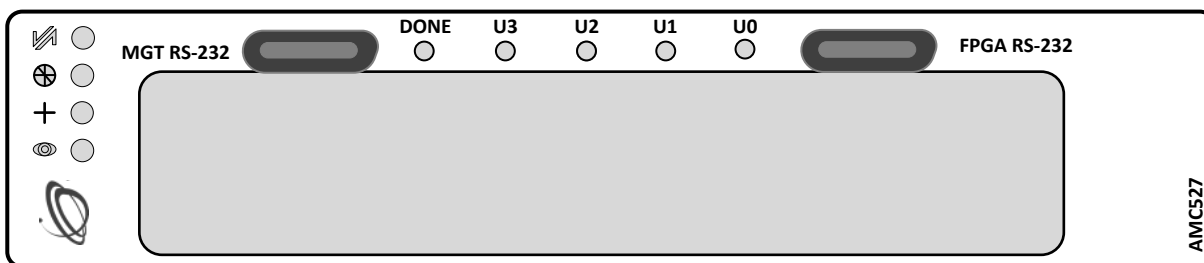 DONE
U3
U2
U1
U0
MGT RS-232
FPGA RS-232
AMC527